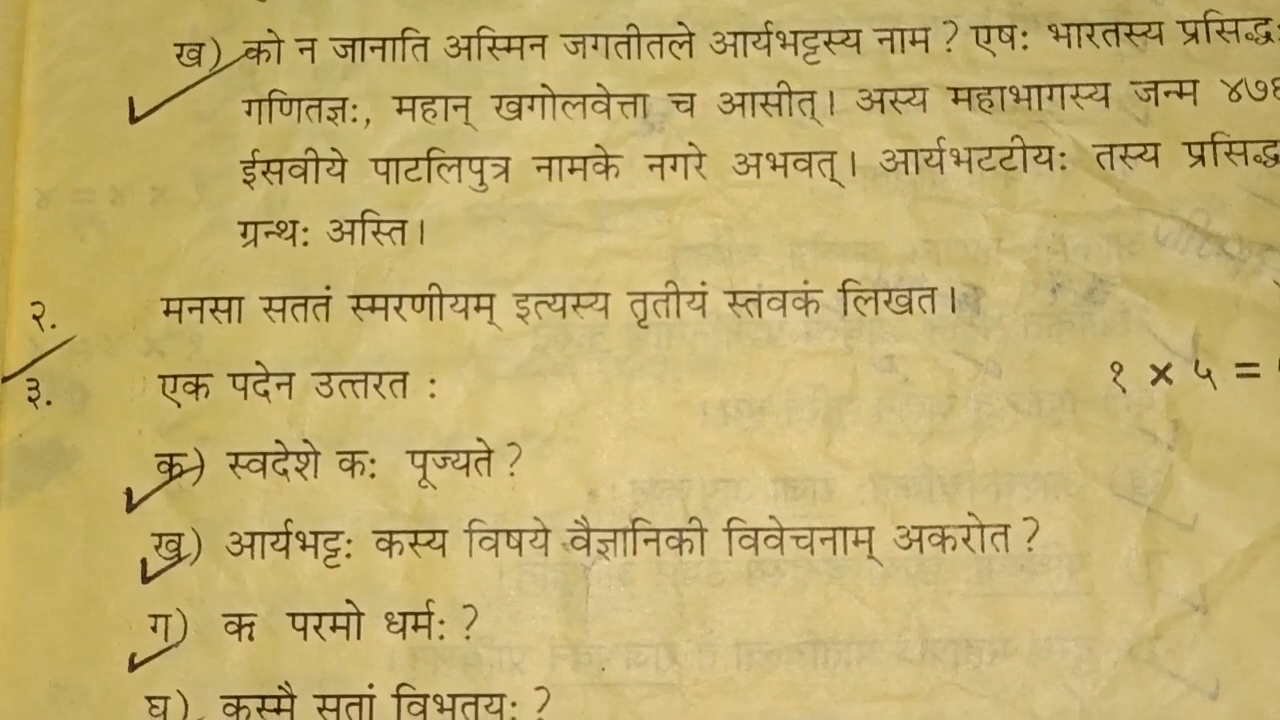 ख) को न जानाति अस्मिन जगतीतले आर्यभट्टस्य नाम ? एषः भारतस्य प्रसिद्धः
गणितज्ञः, महान् खगोलवेत्ता च आसीत्। अस्य महाभागस्य जन्म ४७६
ईसवीये पाटलिपुत्र नामके नगरे अभवत्। आर्यभटटीयः तस्य प्रसिद्ध
ग्रन्थः अस्ति।
२. मनसा सततं स्मरणीयम् इत्यस्य तृतीयं स्तवकं लिखत।
३. एक पदेन उत्तरत : १ × ५ =
क) स्वदेशे कः पूज्यते ?
ख) आर्यभट्टः कस्य विषये वैज्ञानिकी विवेचनाम् अकरोत ?
ग) क परमो धर्मः ?
घ) कस्मै सतां विभतयः ?